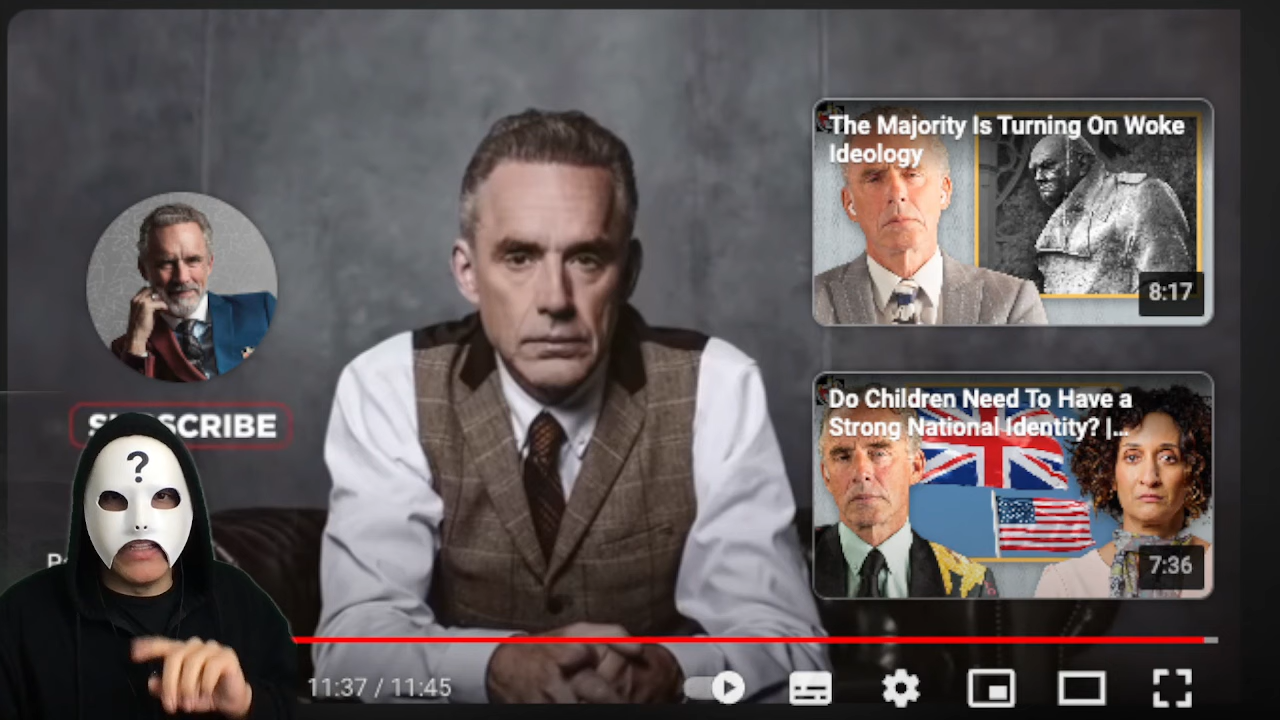 The Majority Is Turning On Woke
Ideology
8:17
Do Children Need To Have a
Strong National Identity? |...
7:36
?
11:37 / 11:45